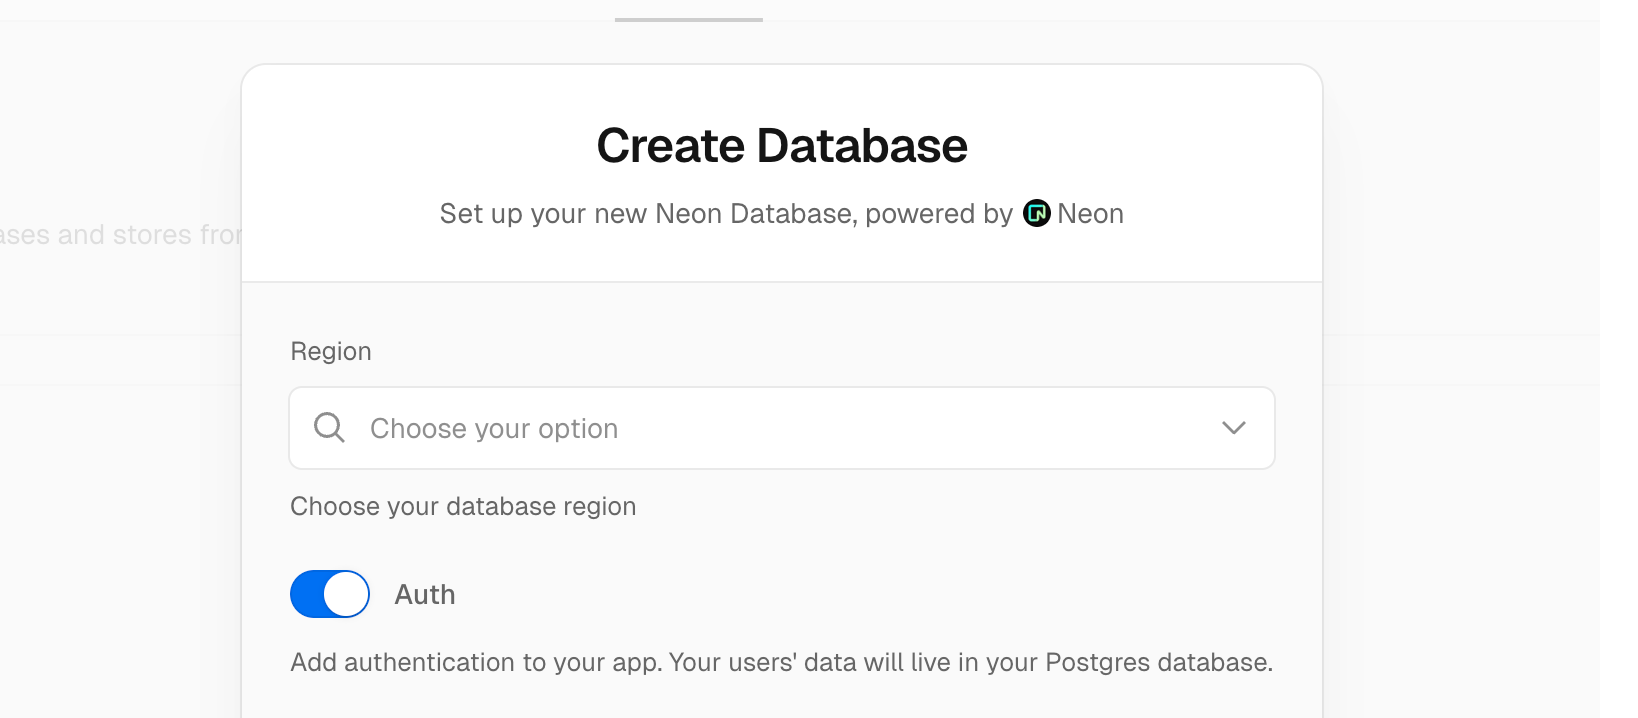 Create Database
Set up your new Neon Database, powered by Neon
ases and stores from
Region
Choose your option
Choose your database region
Auth
Add authentication to your app. Your users' data will live in your Postgres database.